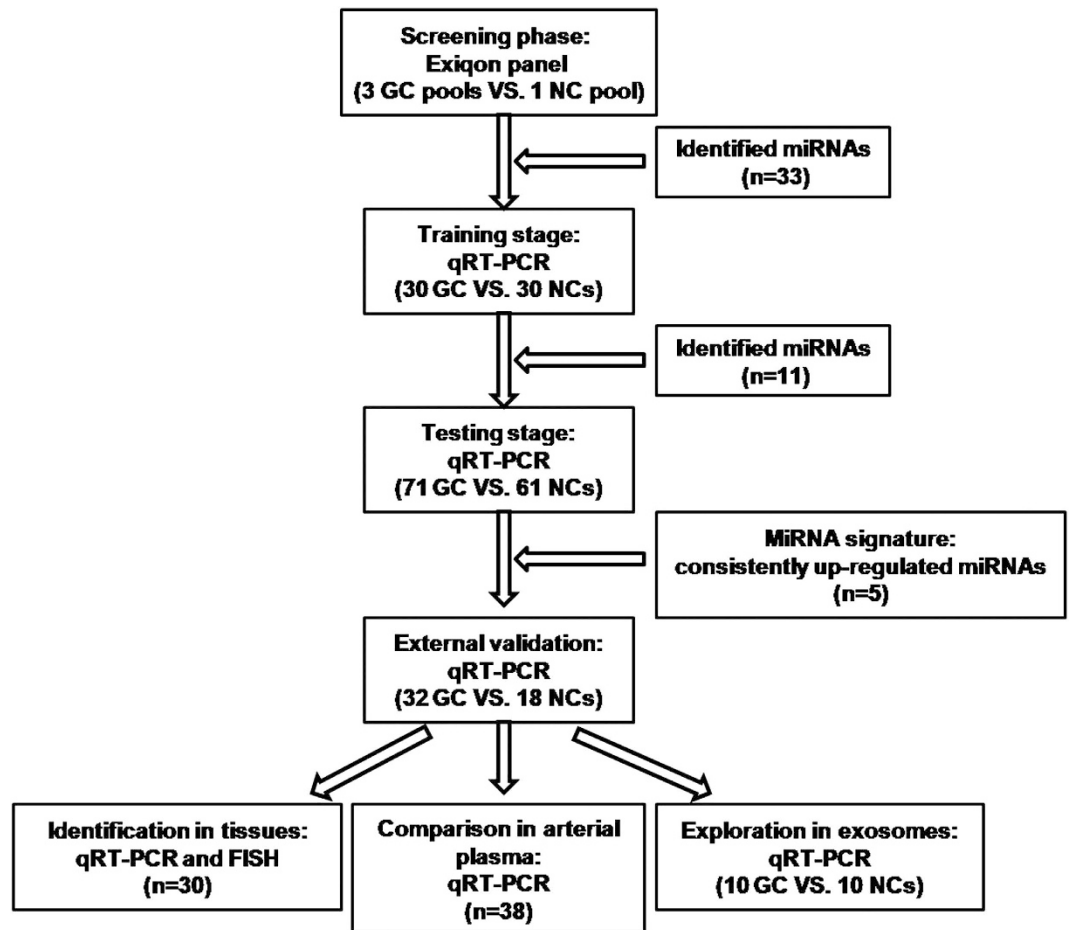 Screening phase:
Exiqon panel
(3 GC pools VS. 1 NC pool)
Identified miRNAs
(n=33)
Training stage:
qRT-PCR
(30 GC VS. 30 NCs)
Identified miRNAs
(n=11)
Testing stage:
qRT-PCR
(71 GC VS. 61 NCs)
MiRNA signature:
consistently up-regulated miRNAs
(n=5)
External validation:
qRT-PCR
(32 GC VS. 18 NCs)
Identification in tissues:
qRT-PCR and FISH
(n=30)
Comparison in arterial
plasma:
qRT-PCR
(n=38)
Exploration in exosomes:
qRT-PCR
(10 GC VS. 10 NCs)